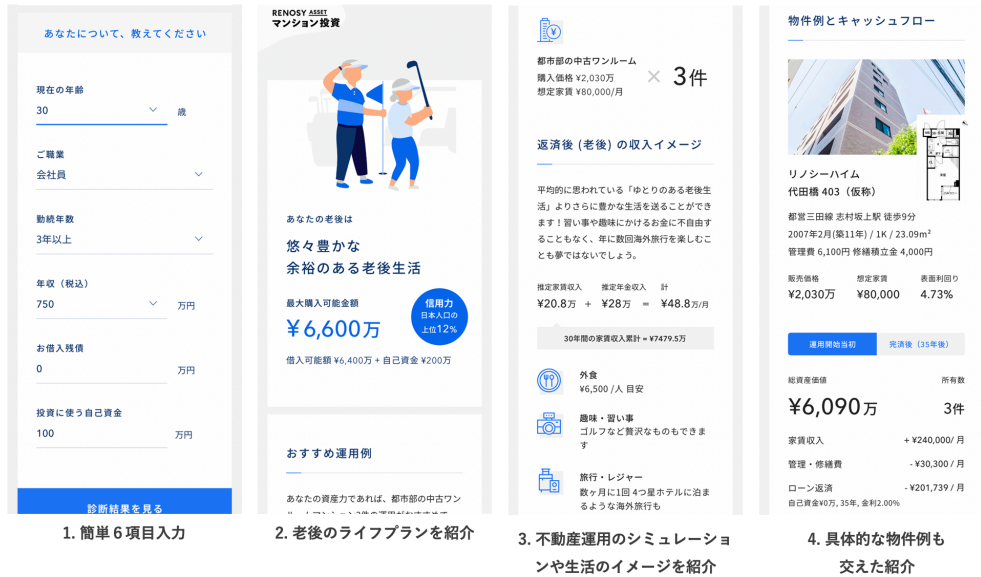 あなたについて、教えてください
現在の年齢
30
歳
ご職業
会社員
勤続年数
3年以上
年収（税込）
750
万円
お借入残債
0
万円
投資に使う自己資金
100
万円
診断結果を見る
1. 簡単６項目入力
RENOSY ASSET
マンション投資
あなたの老後は
悠々豊かな
余裕のある老後生活
最大購入可能金額
¥6,600万
信用力
日本人口の
上位12%
借入可能額 ¥6,400万 + 自己資金 ¥200万
おすすめ運用例
あなたの資産力であれば、都市部の中古ワン
2. 老後のライフプランを紹介
都市部の中古ワンルーム
購入価格 ¥2,030万
想定家賃 ¥80,000/月
× 3件
返済後 (老後) の収入イメージ
平均的に思われている「ゆとりのある老後生
活」よりさらに豊かな生活を送ることができ
ます！習い事や趣味にかけるお金に不自由す
ることもなく、年に数回海外旅行を楽しむこ
とも夢ではないでしょう。
推定家賃収入 推定年金収入 計
¥20.8万 + ¥28万 = ¥48.8万/月
30年間の家賃収入累計 = ¥7479.5万
外食
¥6,500 /人 目安
趣味・習い事
ゴルフなど贅沢なものもできま
す
旅行・レジャー
数ヶ月に1回 4つ星ホテルに泊ま
るような海外旅行も
3. 不動産運用のシミュレーショ
ンや生活のイメージを紹介
物件例とキャッシュフロー
リノシーハイム
代田橋 403（仮称）
都営三田線 志村坂上駅 徒歩9分
2007年2月(築11年) / 1K / 23.09m²
管理費 6,100円 修繕積立金 4,000円
販売価格 想定家賃 表面利回り
¥2,030万 ¥80,000 4.73%
運用開始当初 完済後（35年後）
総資産価値 所有数
¥6,090万 3件
家賃収入 + ¥240,000/ 月
管理・修繕費 - ¥30,300 / 月
ローン返済 - ¥201,739 / 月
自己資金¥0万, 35年, 金利2.00%
4. 具体的な物件例も
交えた紹介